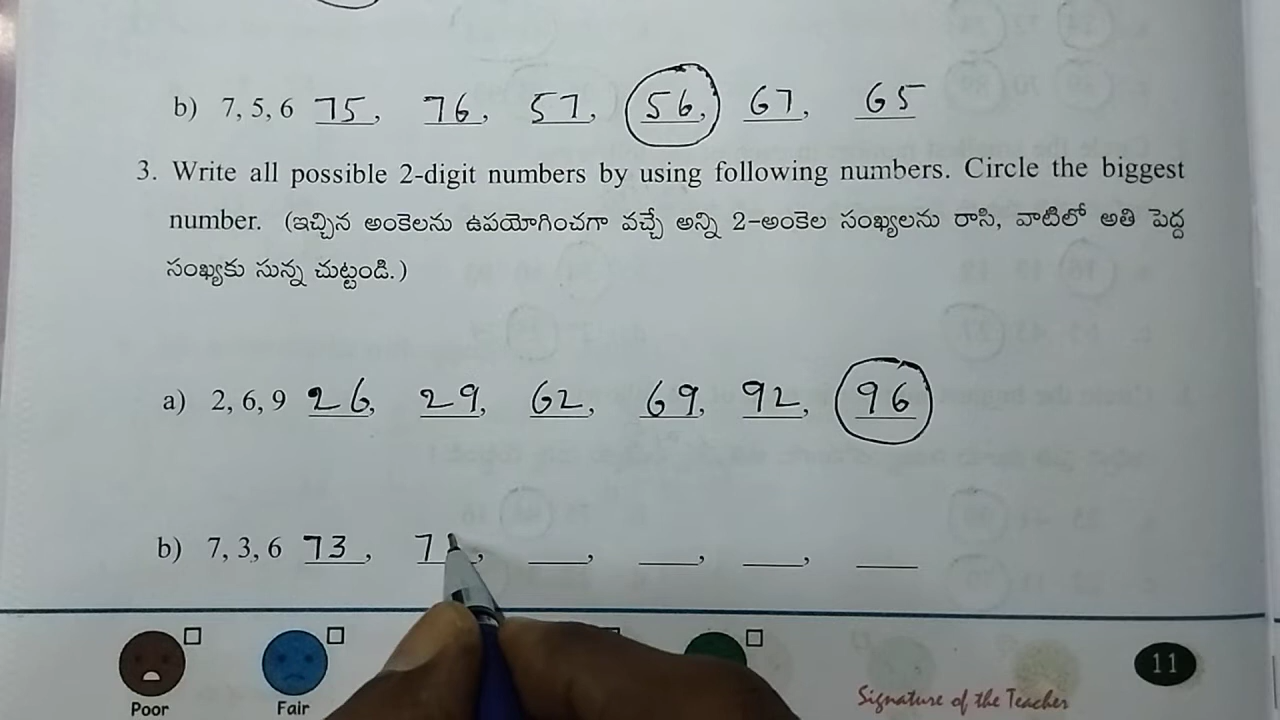 b) 7, 5, 6 75, 76, 57, 56, 67, 65
3. Write all possible 2-digit numbers by using following numbers. Circle the biggest
number. (ఇచ్చిన అంకెలను ఉపయోగించగా వచ్చే అన్ని 2-అంకెల సంఖ్యలను రాసి, వాటిలో అతి పెద్ద
సంఖ్యకు సున్న చుట్టండి.)
a) 2, 6, 9 26, 29, 62, 69, 92, 96
b) 7, 3, 6 73, 7
Poor Fair
Signature of the Teacher
11